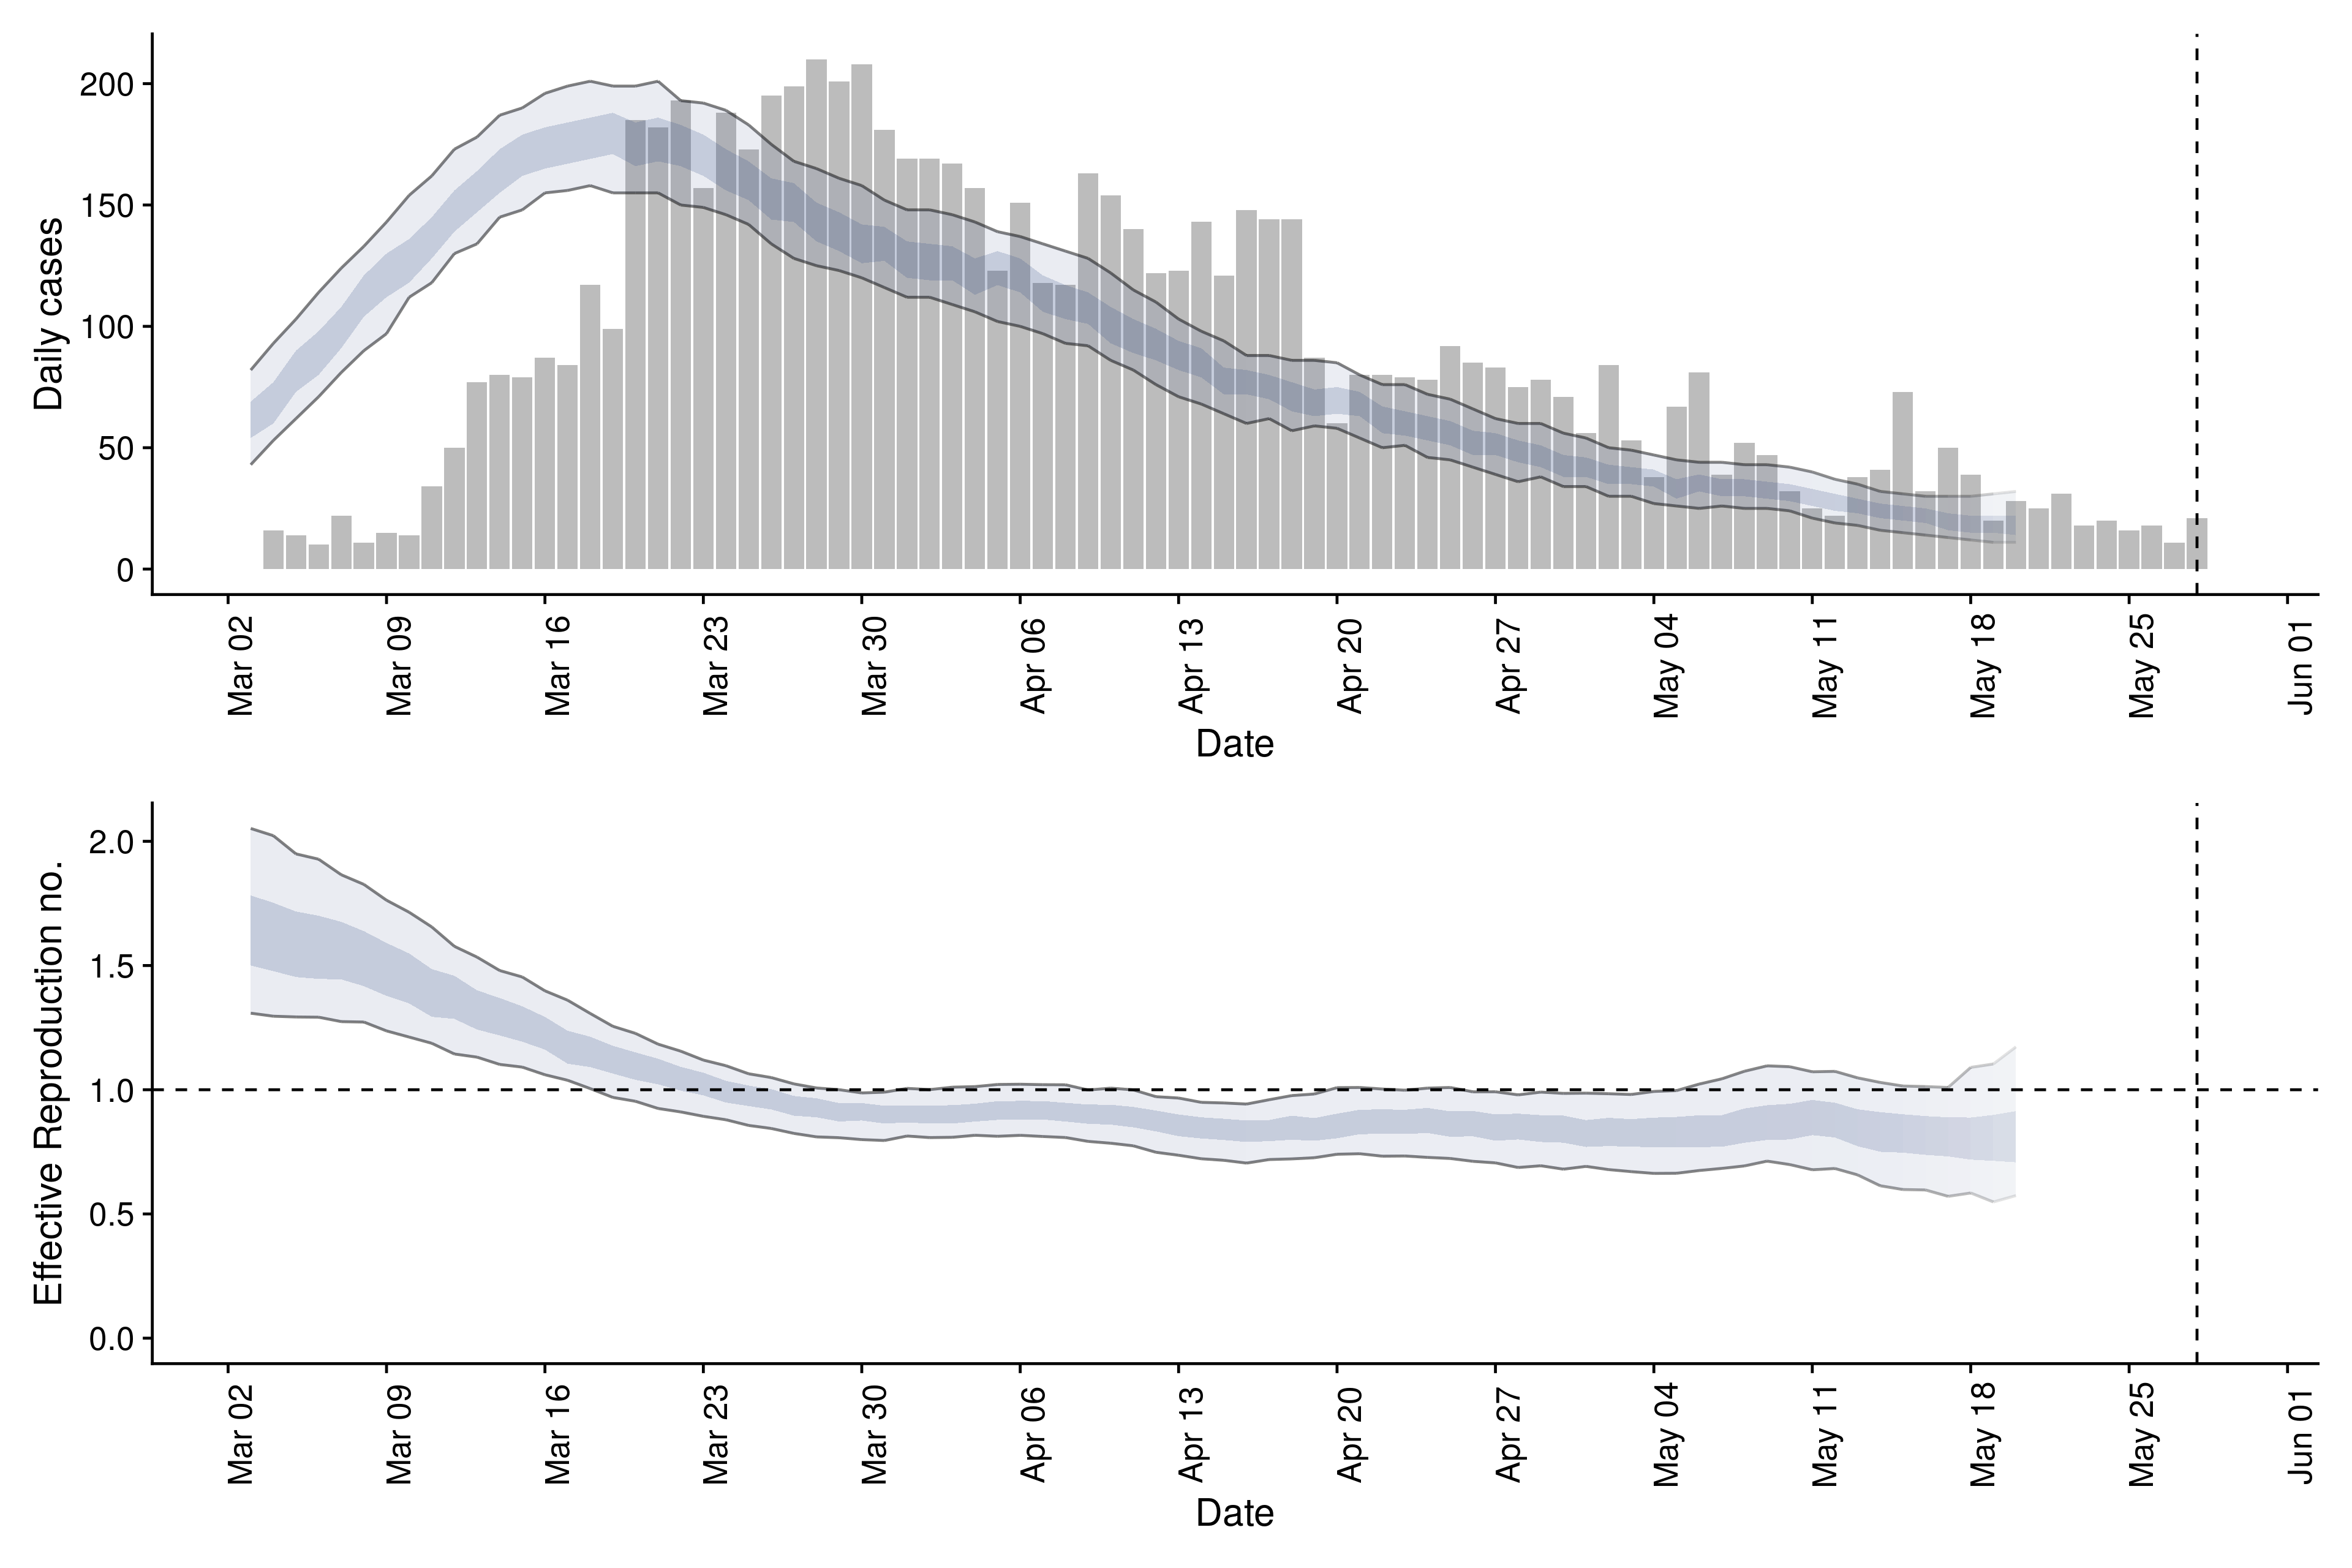 Daily cases
200
150
100
50
0
Mar 02
Mar 09
Mar 16
Mar 23
Mar 30
Apr 06
Apr 13
Apr 20
Apr 27
May 04
May 11
May 18
May 25
Jun 01
Date
Effective Reproduction no.
2.0
1.5
1.0
0.5
0.0
Mar 02
Mar 09
Mar 16
Mar 23
Mar 30
Apr 06
Apr 13
Apr 20
Apr 27
May 04
May 11
May 18
May 25
Jun 01
Date